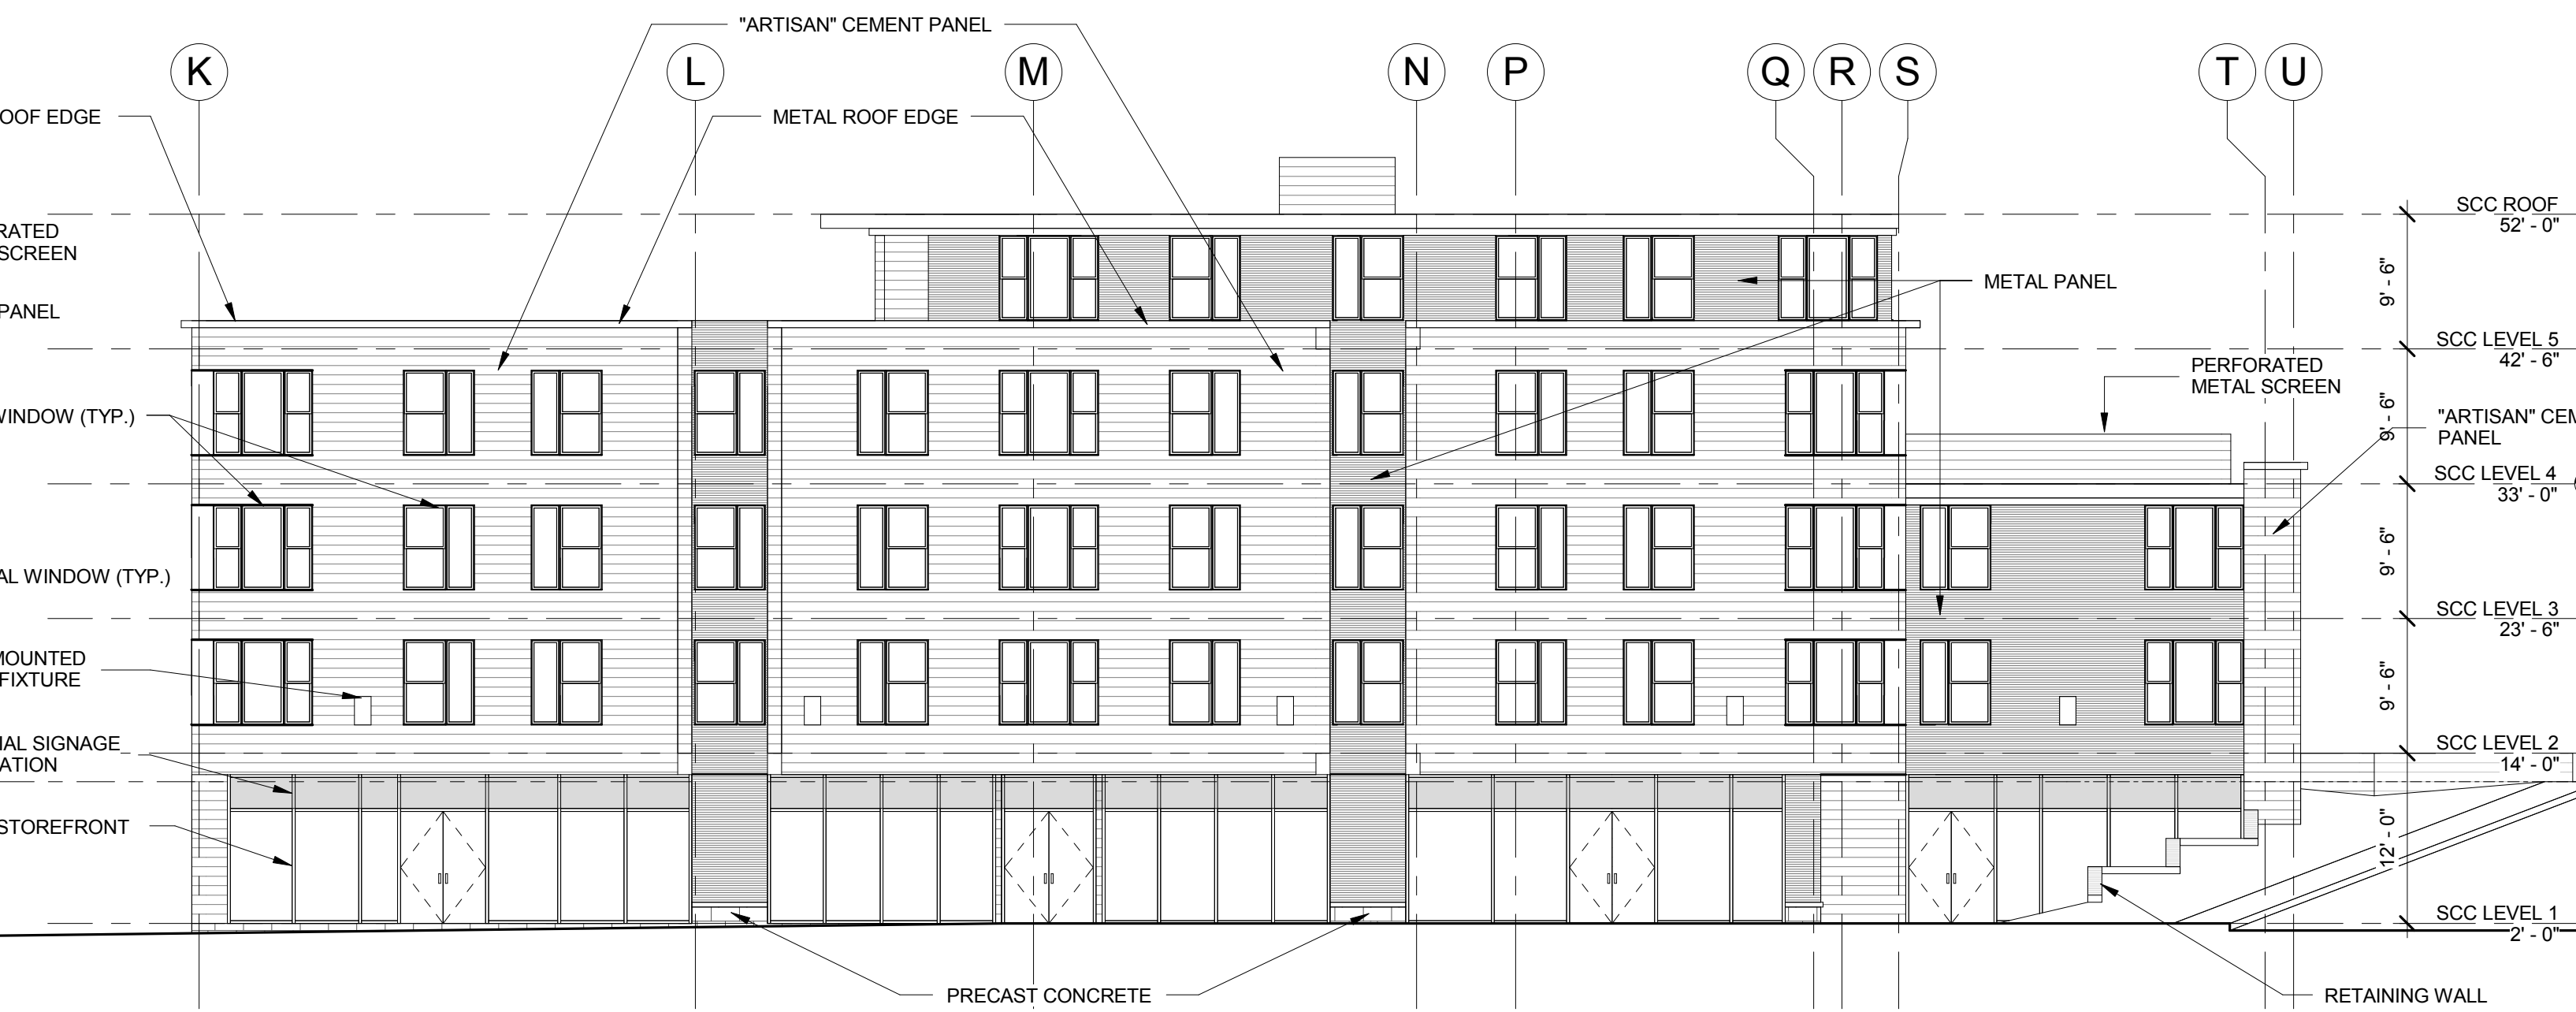 "ARTISAN" CEMENT PANEL
K
L
M
N
P
Q
R
S
T
U
OOF EDGE
METAL ROOF EDGE
SCC ROOF
52' - 0"
RATED
SCREEN
9' - 6"
METAL PANEL
PANEL
SCC LEVEL 5
42' - 6"
PERFORATED
METAL SCREEN
9' - 6"
WINDOW (TYP.)
"ARTISAN" CEM
PANEL
SCC LEVEL 4
33' - 0"
9' - 6"
AL WINDOW (TYP.)
SCC LEVEL 3
23' - 6"
MOUNTED
FIXTURE
9' - 6"
IAL SIGNAGE
ATION
SCC LEVEL 2
14' - 0"
STOREFRONT
12' - 0"
SCC LEVEL 1
2' - 0"
PRECAST CONCRETE
RETAINING WALL